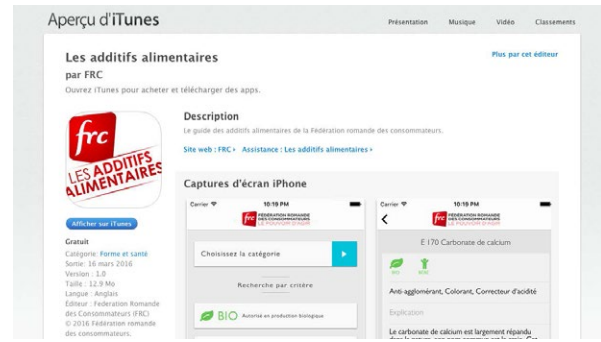 Aperçu d'iTunes
Présentation Musique Vidéo Classements
Les additifs alimentaires
Plus par cet éditeur
par FRC
Ouvrez iTunes pour acheter et télécharger des apps.
frc
LES ADDITIFS
ALIMENTAIRES
Description
Le guide des additifs alimentaires de la Fédération romande des consommateurs.
Site web : FRC Assistance : Les additifs alimentaires
Afficher sur iTunes
Gratuit
Catégorie: Forme et santé
Sortie: 16 mars 2016
Version : 1.0
Taille : 12.9 Mo
Langue : Anglais
Éditeur : Federation Romande
des Consommateurs (FRC)
© 2016 Fédération romande
des consommateurs.
Captures d'écran iPhone
Carrier 10:19 PM
frc FÉDÉRATION ROMANDE
DES CONSOMMATEURS
LE POUVOIR D'AGIR
Choisissez la catégorie
Recherche par critère
BIO Autorisé en production biologique
Carrier 10:19 PM
frc FÉDÉRATION ROMANDE
DES CONSOMMATEURS
LE POUVOIR D'AGIR
E 170 Carbonate de calcium
BIO
Anti-agglomérant, Colorant, Correcteur d'acidité
Explication
Le carbonate de calcium est largement répandu